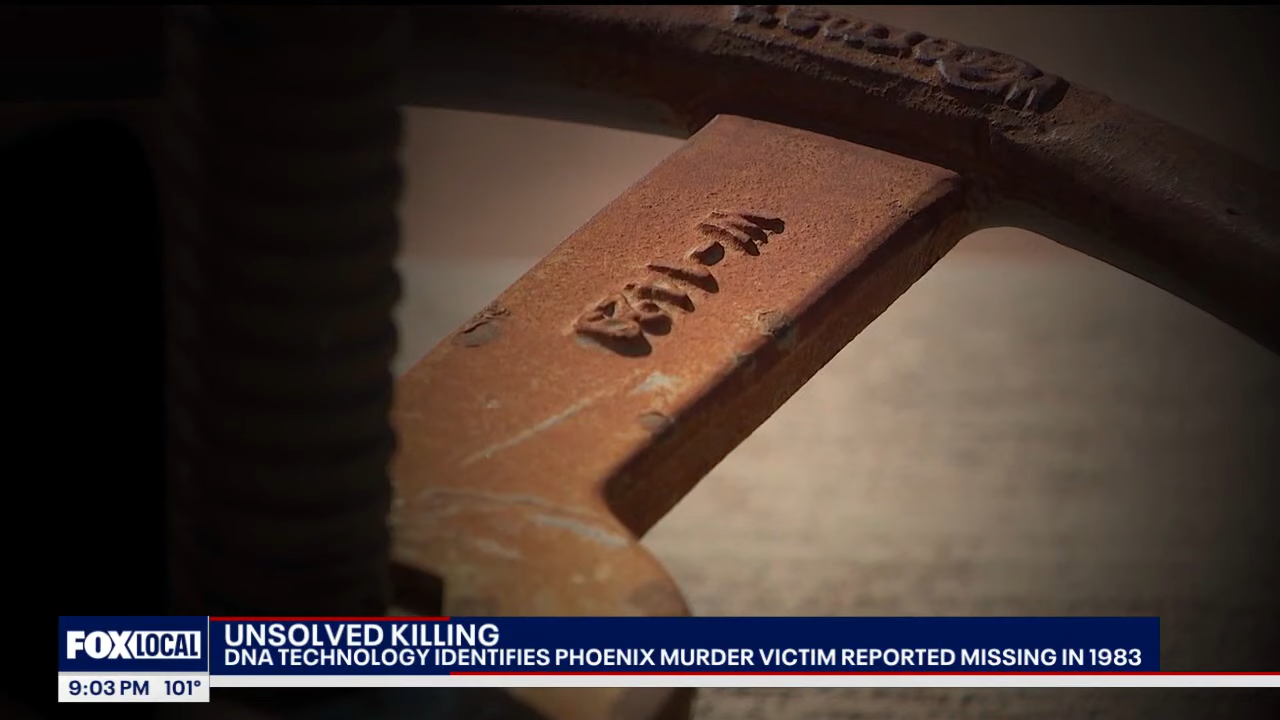 UNSOLVED KILLING
DNA TECHNOLOGY IDENTIFIES PHOENIX MURDER VICTIM REPORTED MISSING IN 1983
FOX LOCAL
9:03 PM 101°